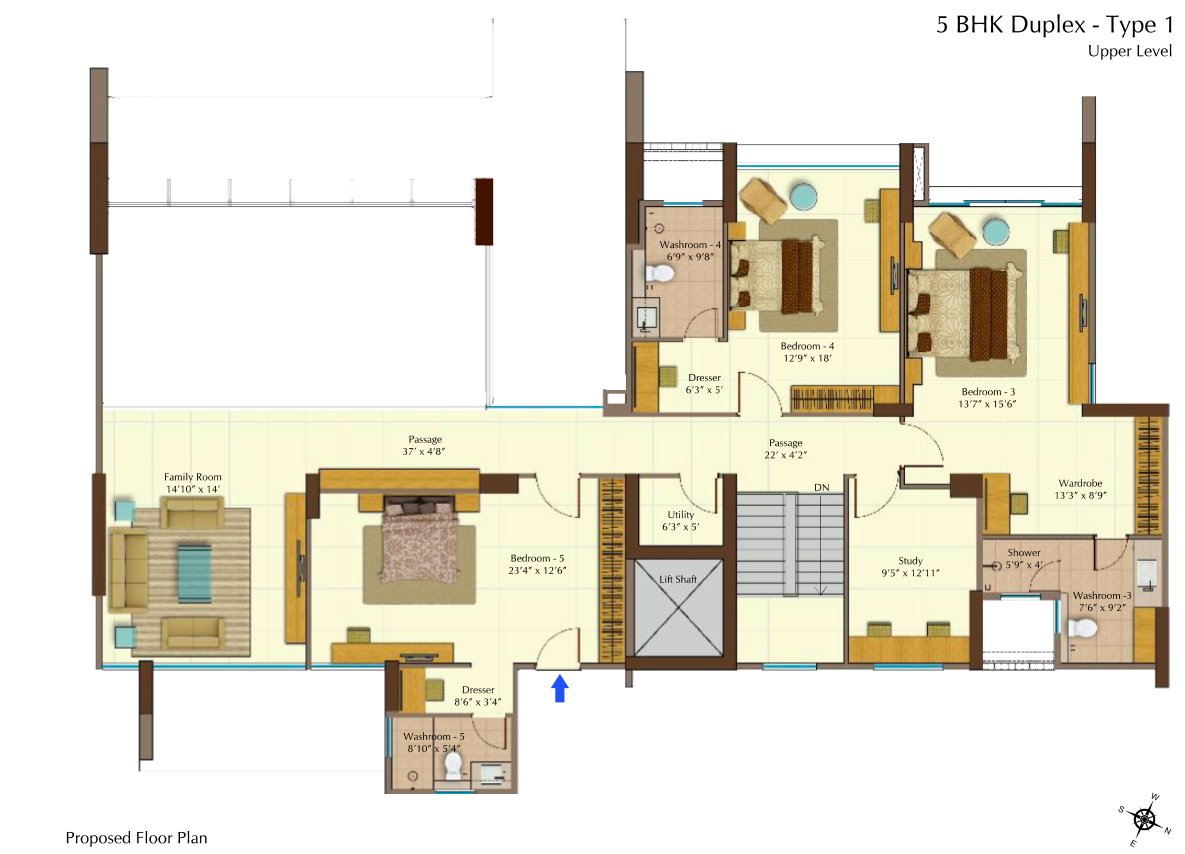 5 BHK Duplex - Type 1
Upper Level
Washroom - 4
6’9” x 9’8”
Bedroom - 4
12’9” x 18’
Dresser
6’3” x 5’
Bedroom - 3
13’7” x 15’6”
Passage
37’ x 4’8”
Passage
22’ x 4’2”
Family Room
14’10” x 14’
Wardrobe
13’3” x 8’9”
DN
Utility
6’3” x 5’
Bedroom - 5
23’4” x 12’6”
Study
9’5” x 12’11”
Shower
5’9” x 4’
Lift Shaft
Washroom -3
7’6” x 9’2”
Dresser
8’6” x 3’4”
Washroom - 5
8’10” x 5’4”
W
S
N
E
Proposed Floor Plan